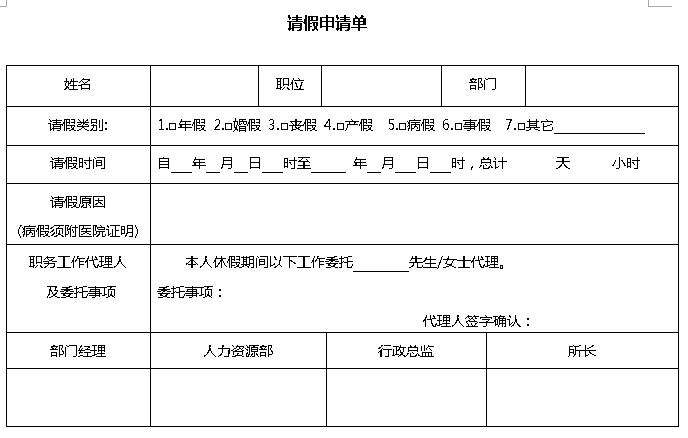 请假申请单
姓名 职位 部门
请假类别: 1.□年假 2.□婚假 3.□丧假 4.□产假 5.□病假 6.□事假 7.□其它____________
请假时间 自___年__月__日___时至_____ 年__月___日___时，总计 天 小时
请假原因
(病假须附医院证明)
职务工作代理人 本人休假期间以下工作委托________先生/女士代理。
及委托事项 委托事项：
代理人签字确认：
部门经理 人力资源部 行政总监 所长